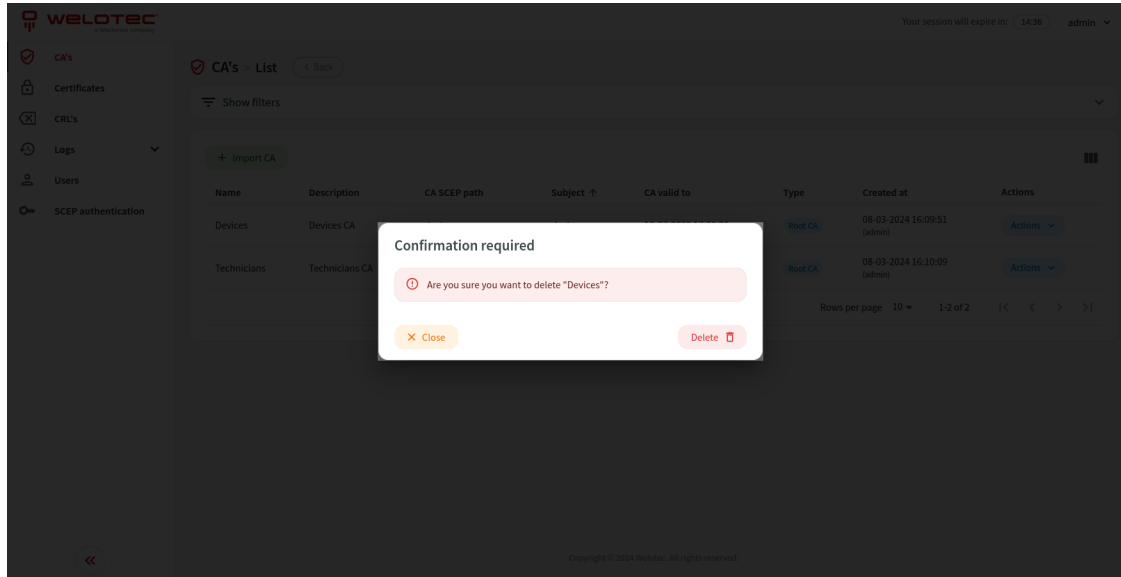 WELOTEC
Your session will expire in: 14:36 admin
CA's
CA's > List < Back
Certificates
Show filters
CRL's
Logs
+ Import CA
Users
Name Description CA SCEP path Subject ↑ CA valid to Type Created at Actions
SCEP authentication
Devices Devices CA Root CA 08-03-2024 16:09:51 (admin) Actions
Technicians Technicians CA Root CA 08-03-2024 16:10:09 (admin) Actions
Rows per page 10 1-2 of 2
Confirmation required
Are you sure you want to delete "Devices"?
Close
Delete
Copyright © 2024 Welotec. All rights reserved.